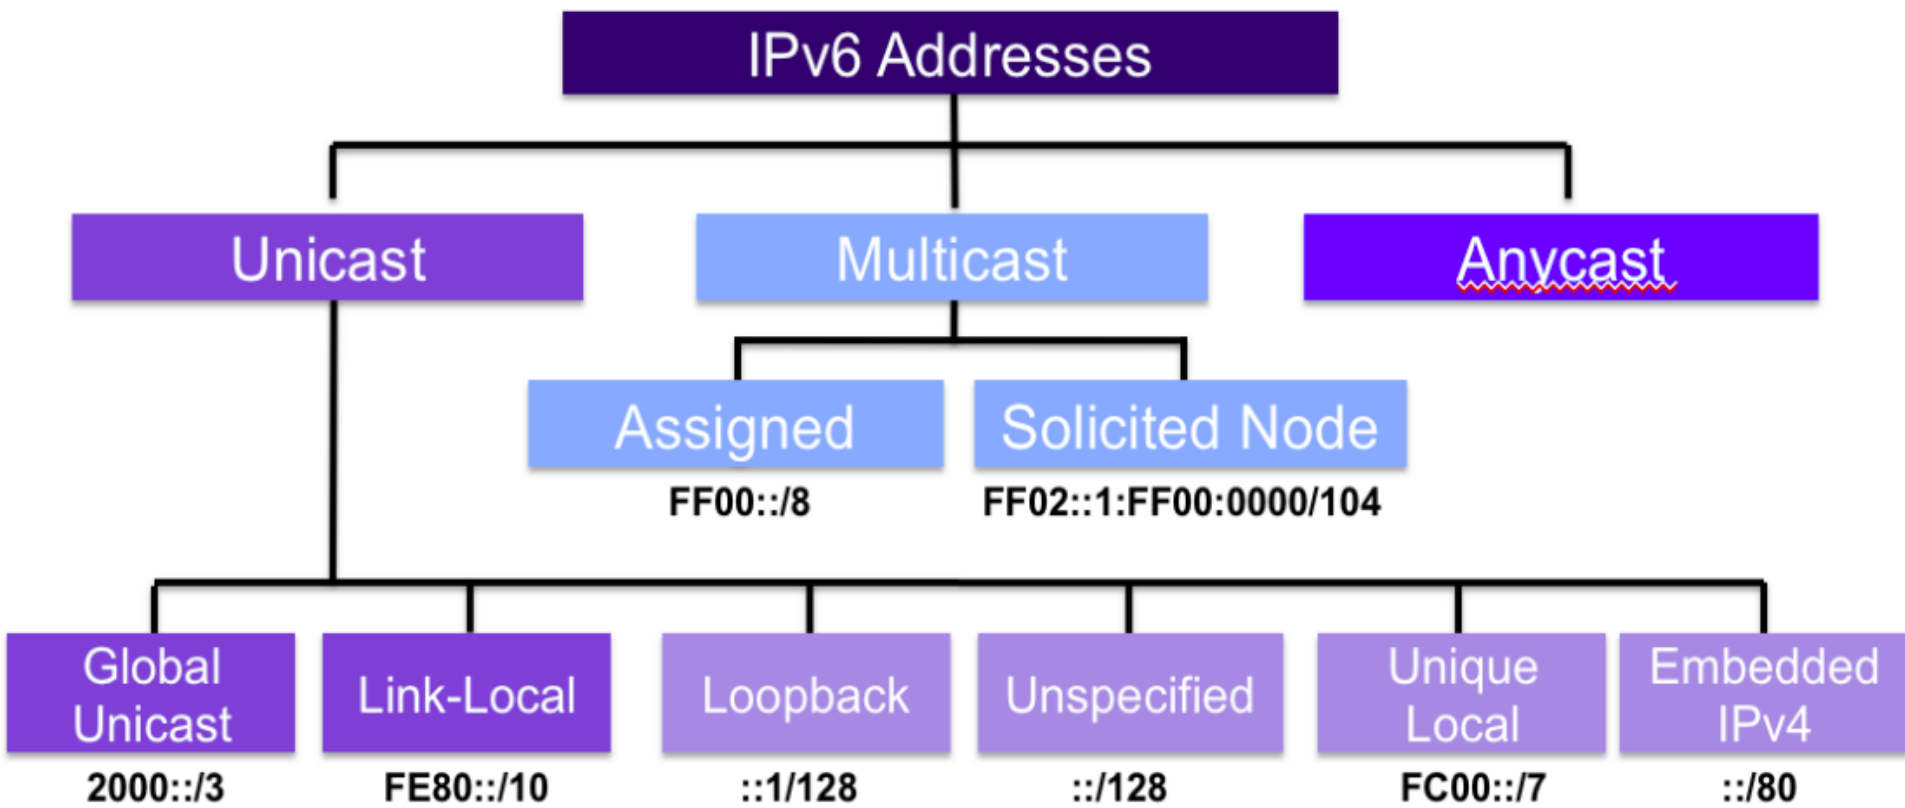 IPv6 Addresses
Unicast
Multicast
Anycast
Assigned
Solicited Node
FF00::/8
FF02::1:FF00:0000/104
Global
Unicast
Link-Local
Loopback
Unspecified
Unique
Local
Embedded
IPv4
2000::/3
FE80::/10
::1/128
::/128
FC00::/7
::/80